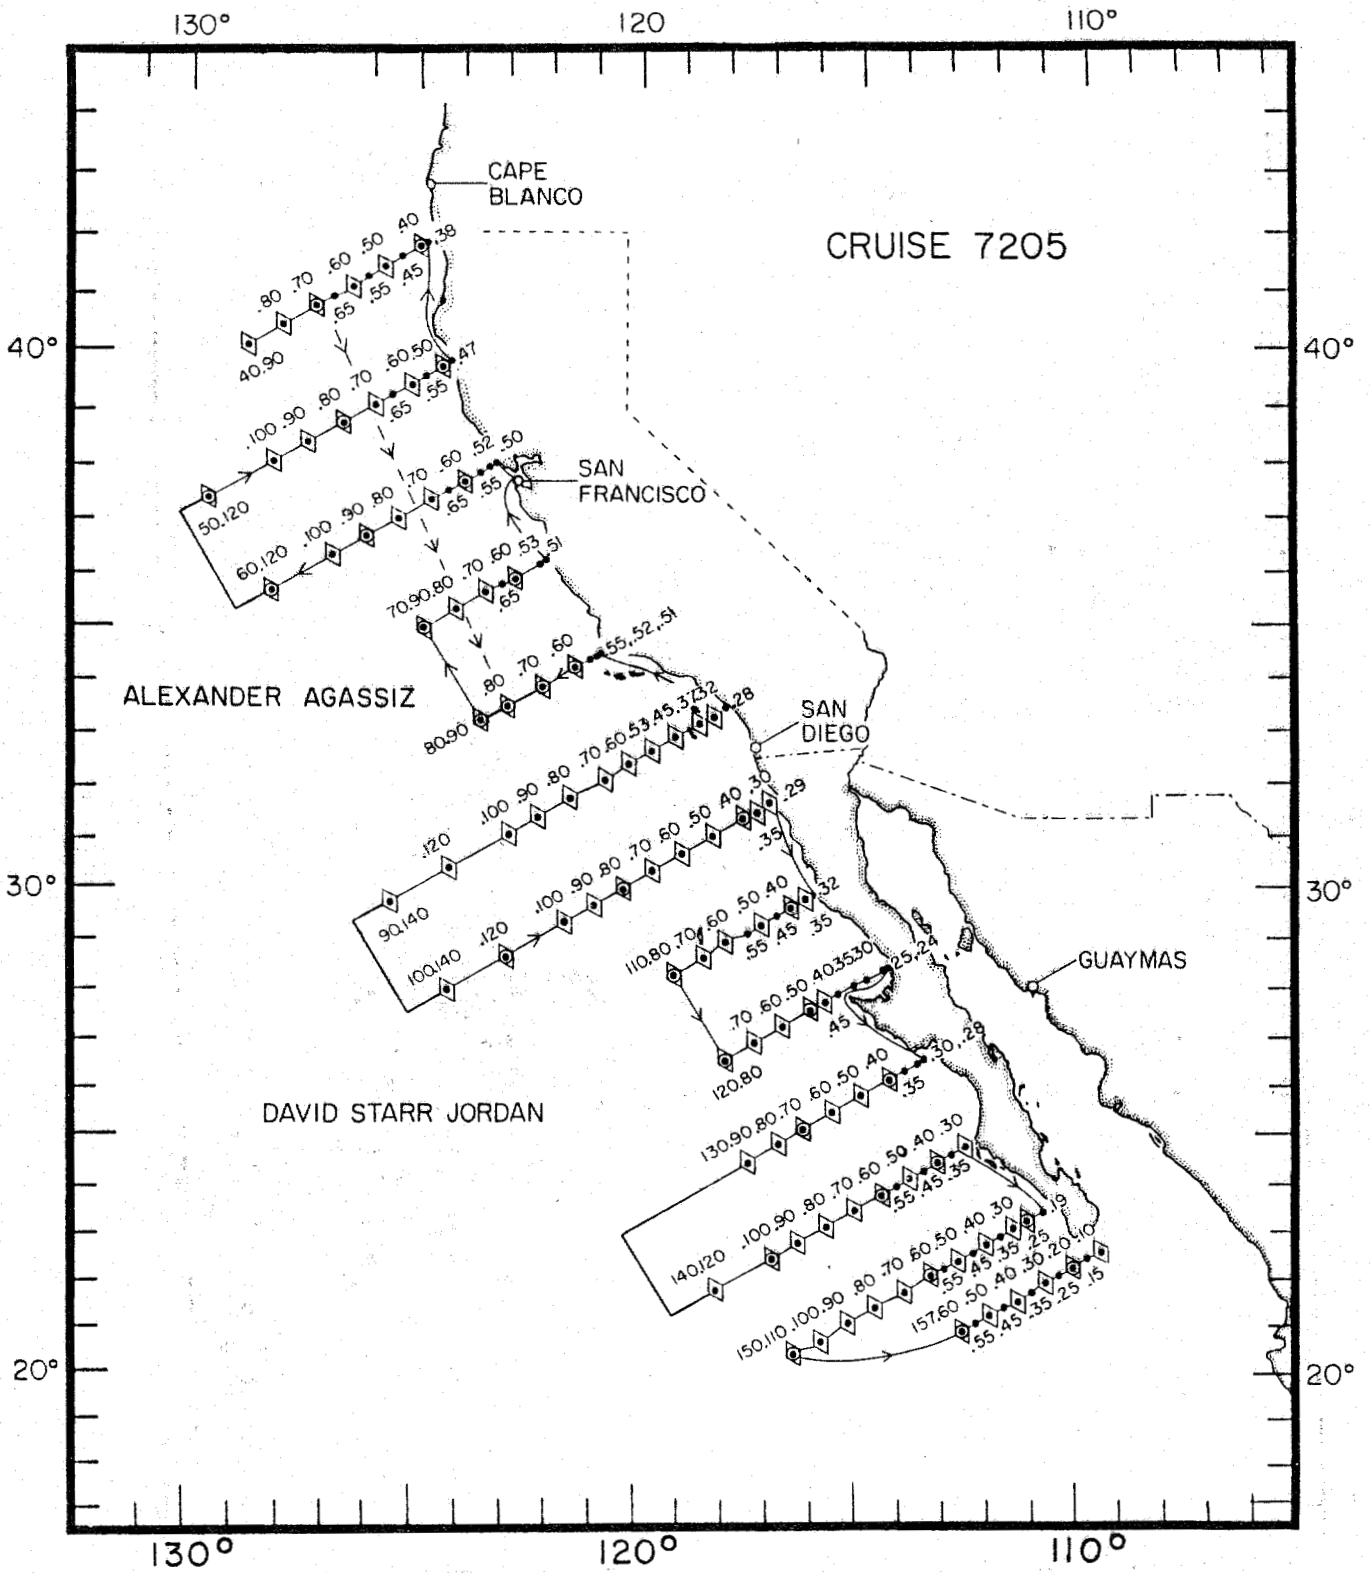 130°
120
110°
CAPE
BLANCO
CRUISE 7205
.80 .70 .60 .50 .40 .38
.65 .55 .45
40.90
40°
40°
.100 .90 .80 .70 .60 .50 .47
.65 .55
50.120
SAN
FRANCISCO
60.120 .100 .90 .80 .70 .60 .52 .50
.65 .55
70.90 .80 .70 .60 .53 .51
.65
ALEXANDER AGASSIZ
.80 .70 .60 .55, .52, .51
80.90
SAN
DIEGO
.120 .100 .90 .80 .70 .60 .53 .45 .37 .32 .28
90.140
30°
30°
100.140 .120 .100 .90 .80 .70 .60 .50 .40 .30 .29
.35
110.80 .70 .60 .50 .40 .32
.55 .45 .35
GUAYMAS
.70 .60 .50 .40 .35 .30 .25, .24
.45
120.80
DAVID STARR JORDAN
130.90 .80 .70 .60 .50 .40 .30, .28
.35
140.120 .100 .90 .80 .70 .60 .50 .40 .30
.55 .45 .35
150.110 .100 .90 .80 .70 .60 .50 .40 .30 .19
.55 .45 .35 .25
157.60 .50 .40 .30 .20 .10
.55 .45 .35 .25 .15
20°
20°
130°
120°
110°